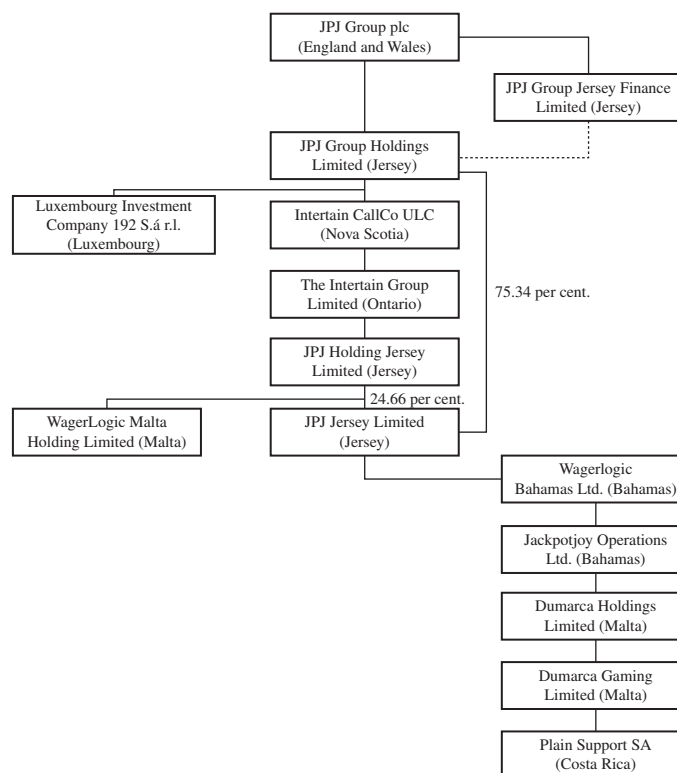 JPJ Group plc
(England and Wales)
JPJ Group Jersey Finance
Limited (Jersey)
JPJ Group Holdings
Limited (Jersey)
Luxembourg Investment
Company 192 S.á r.l.
(Luxembourg)
Intertain CallCo ULC
(Nova Scotia)
The Intertain Group
Limited (Ontario)
75.34 per cent.
JPJ Holding Jersey
Limited (Jersey)
24.66 per cent.
WagerLogic Malta
Holding Limited (Malta)
JPJ Jersey Limited
(Jersey)
Wagerlogic
Bahamas Ltd. (Bahamas)
Jackpotjoy Operations
Ltd. (Bahamas)
Dumarca Holdings
Limited (Malta)
Dumarca Gaming
Limited (Malta)
Plain Support SA
(Costa Rica)